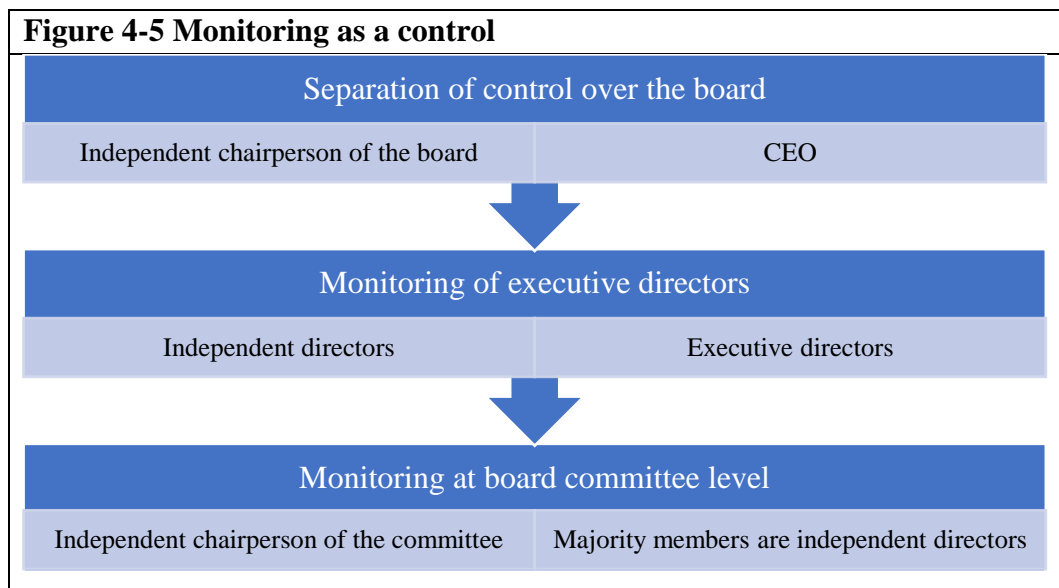 Figure 4-5 Monitoring as a control
Separation of control over the board
Independent chairperson of the board
CEO
Monitoring of executive directors
Independent directors
Executive directors
Monitoring at board committee level
Independent chairperson of the committee
Majority members are independent directors